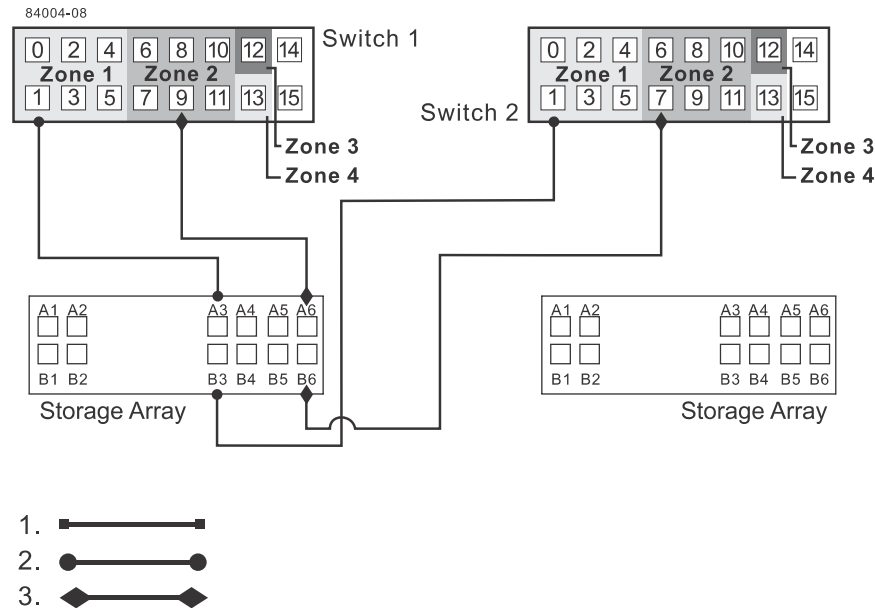 84004-08
Switch 1
0 2 4 6 8 10 12 14
Zone 1 Zone 2
1 3 5 7 9 11 13 15
Zone 3
Zone 4
Switch 2
0 2 4 6 8 10 12 14
Zone 1 Zone 2
1 3 5 7 9 11 13 15
Zone 3
Zone 4
A1 A2 A3 A4 A5 A6
B1 B2 B3 B4 B5 B6
Storage Array
A1 A2 A3 A4 A5 A6
B1 B2 B3 B4 B5 B6
Storage Array
1.
2.
3.